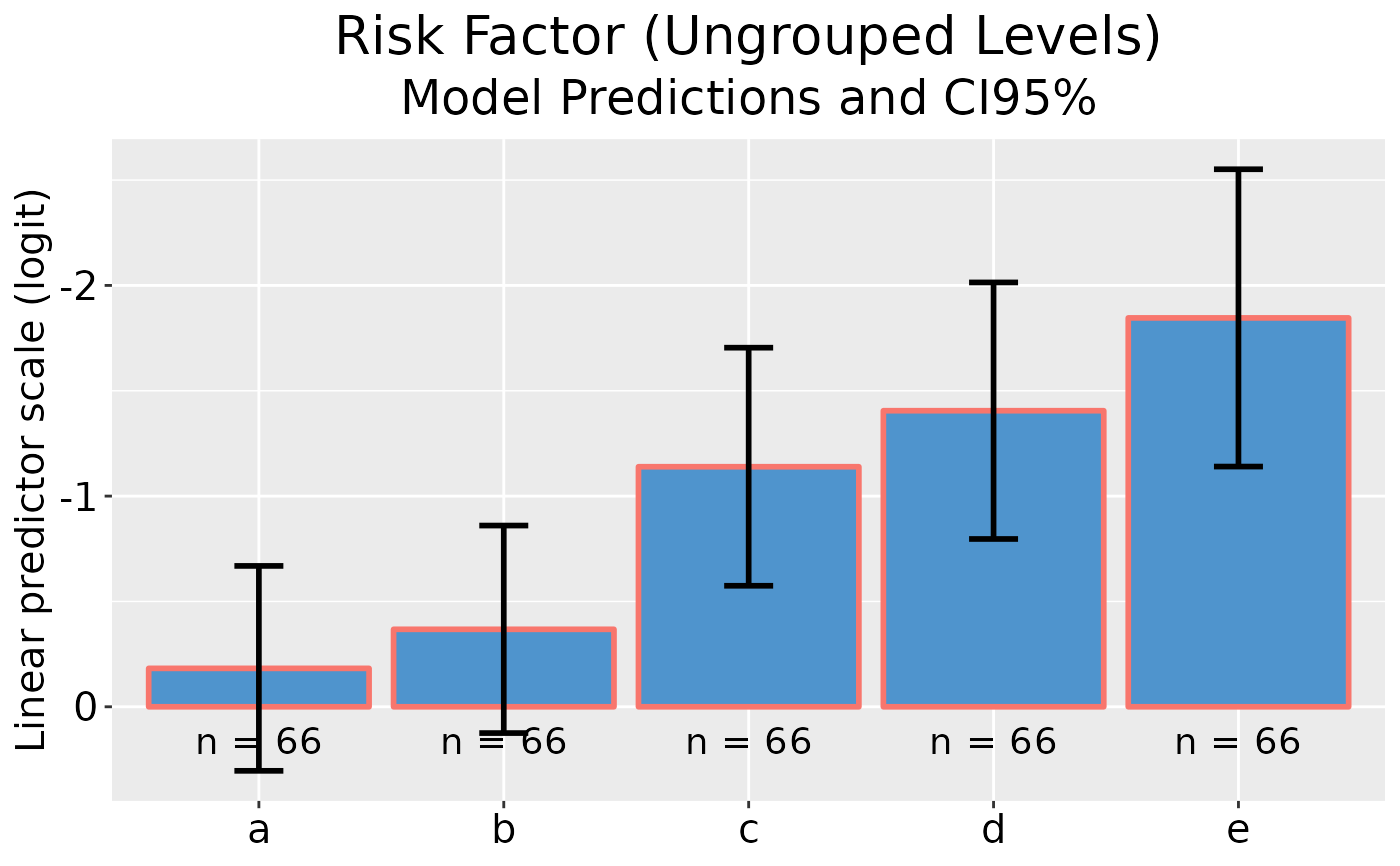 Risk Factor (Ungrouped Levels)
Model Predictions and CI95%
Linear predictor scale (logit)
-2
-1
0
n = 66 n = 66 n = 66 n = 66 n = 66
a b c d e